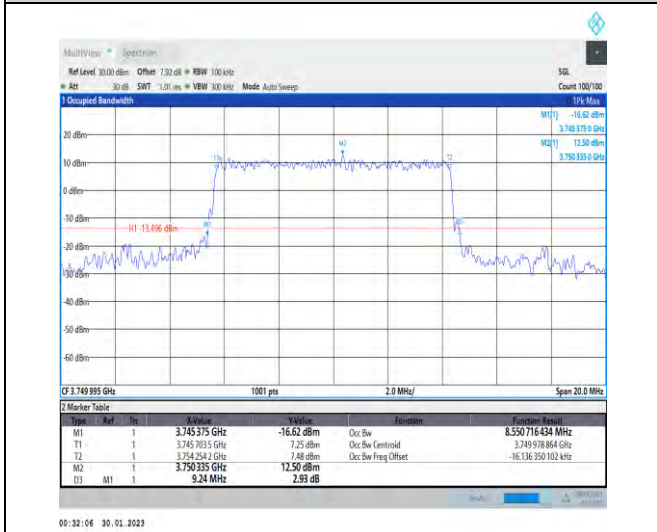 MultiView Spectrum
Ref Level 30.00 dBm Offset 7.92 dB RBW 100 kHz SGL
Att 30 dB SWT 1.01 ms VBW 300 kHz Mode Auto Sweep Count 100/100
1 Occupied Bandwidth 1Pk Max
M1[1] -16.62 dBm
3.745 375 0 GHz
M2[1] 12.50 dBm
3.750 335 0 GHz
20 dBm
M2
T1 T2
10 dBm
0 dBm
-10 dBm
H1 -13.496 dBm
M1
-30 dBm
-40 dBm
-50 dBm
-60 dBm
CF 3.749 995 GHz 1001 pts 2.0 MHz/ Span 20.0 MHz
2 Marker Table
Type Ref Trc X-Value Y-Value Function Function Result
M1 1 3.745 375 GHz -16.62 dBm Occ Bw 8.550 716 434 MHz
T1 1 3.745 703 5 GHz 7.25 dBm Occ Bw Centroid 3.749 978 864 GHz
T2 1 3.754 254 2 GHz 7.48 dBm Occ Bw Freq Offset -16.136 350 102 kHz
M2 1 3.750 335 GHz 12.50 dBm
D3 M1 1 9.24 MHz 2.93 dB
00:32:06 30.01.2023